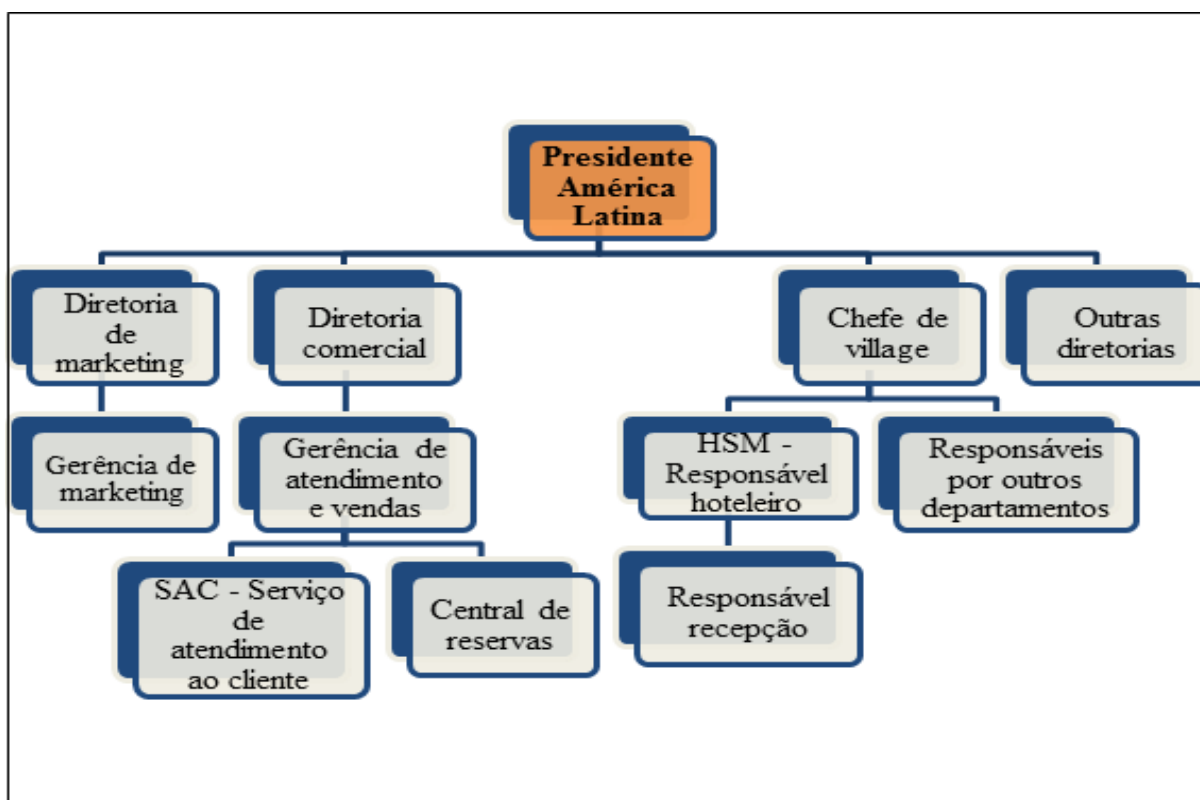 Presidente
América
Latina
Diretoria
de
marketing
Diretoria
comercial
Chefe de
village
Outras
diretorias
Gerência de
marketing
Gerência de
atendimento
e vendas
HSM -
Responsável
hoteleiro
Responsáveis
por outros
departamentos
SAC - Serviço
de
atendimento
ao cliente
Central de
reservas
Responsável
recepção